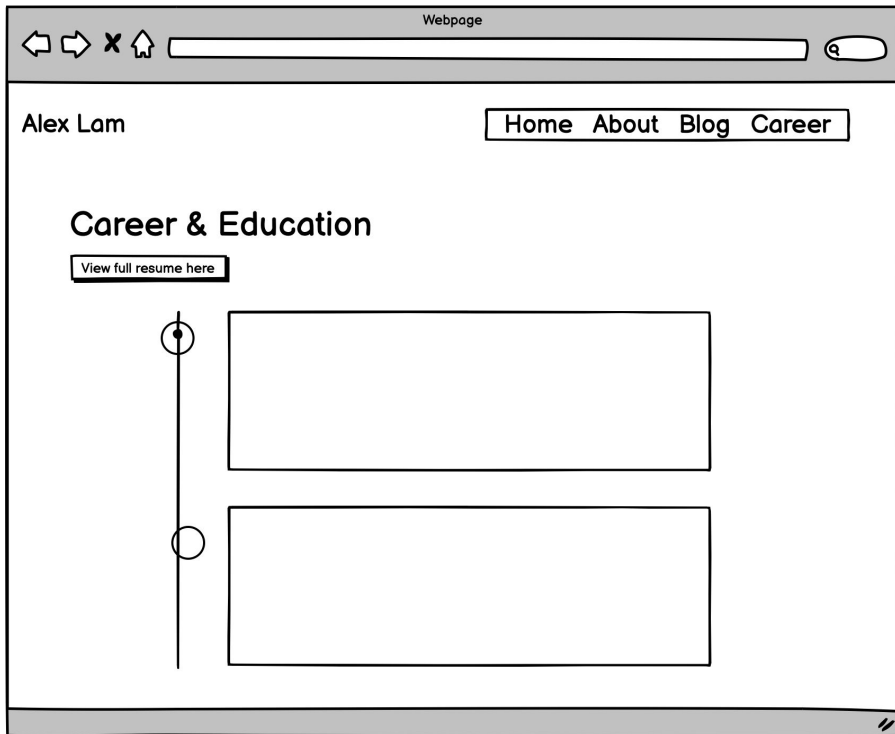 Webpage
Alex Lam
Home About Blog Career
Career & Education
View full resume here